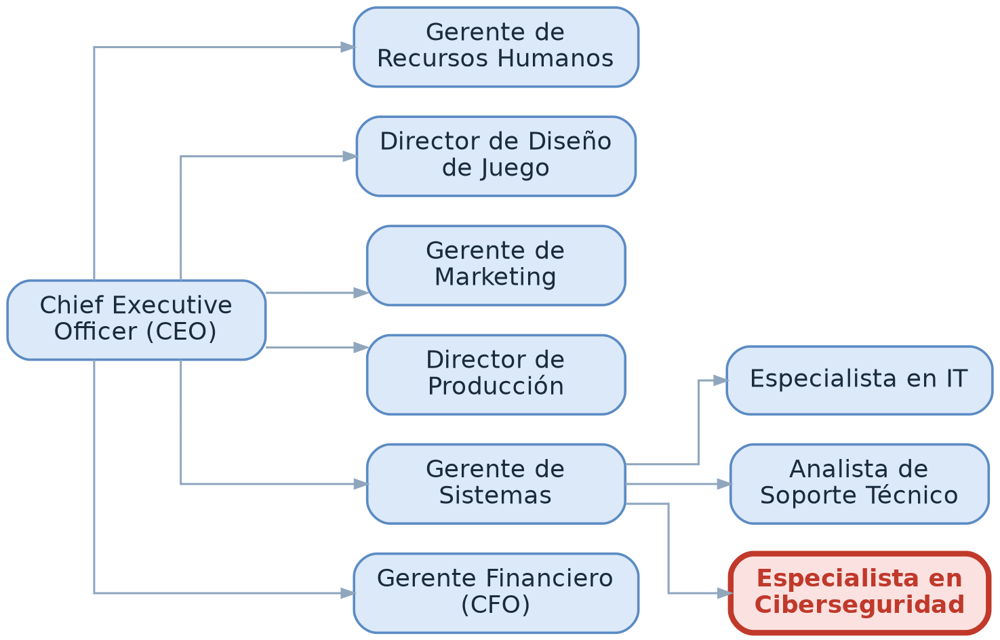 Gerente de
Recursos Humanos
Director de Diseño
de Juego
Gerente de
Marketing
Chief Executive
Officer (CEO)
Director de
Producción
Especialista en IT
Gerente de
Sistemas
Analista de
Soporte Técnico
Gerente Financiero
(CFO)
Especialista en
Ciberseguridad